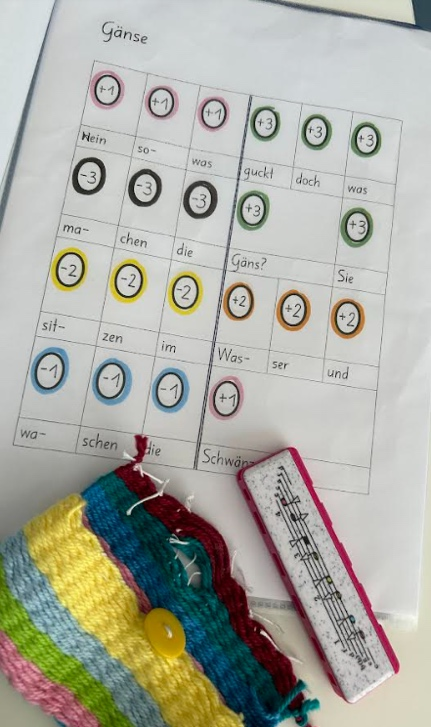 Gänse
+1 +1 +1 +3 +3 +3
Nein so- was guckt doch was
-3 -3 -3 +3 +3
ma- chen die Gäns? Sie
-2 -2 -2 +2 +2 +2
sit- zen im Was- ser und
-1 -1 -1 +1
wa- schen die Schwän